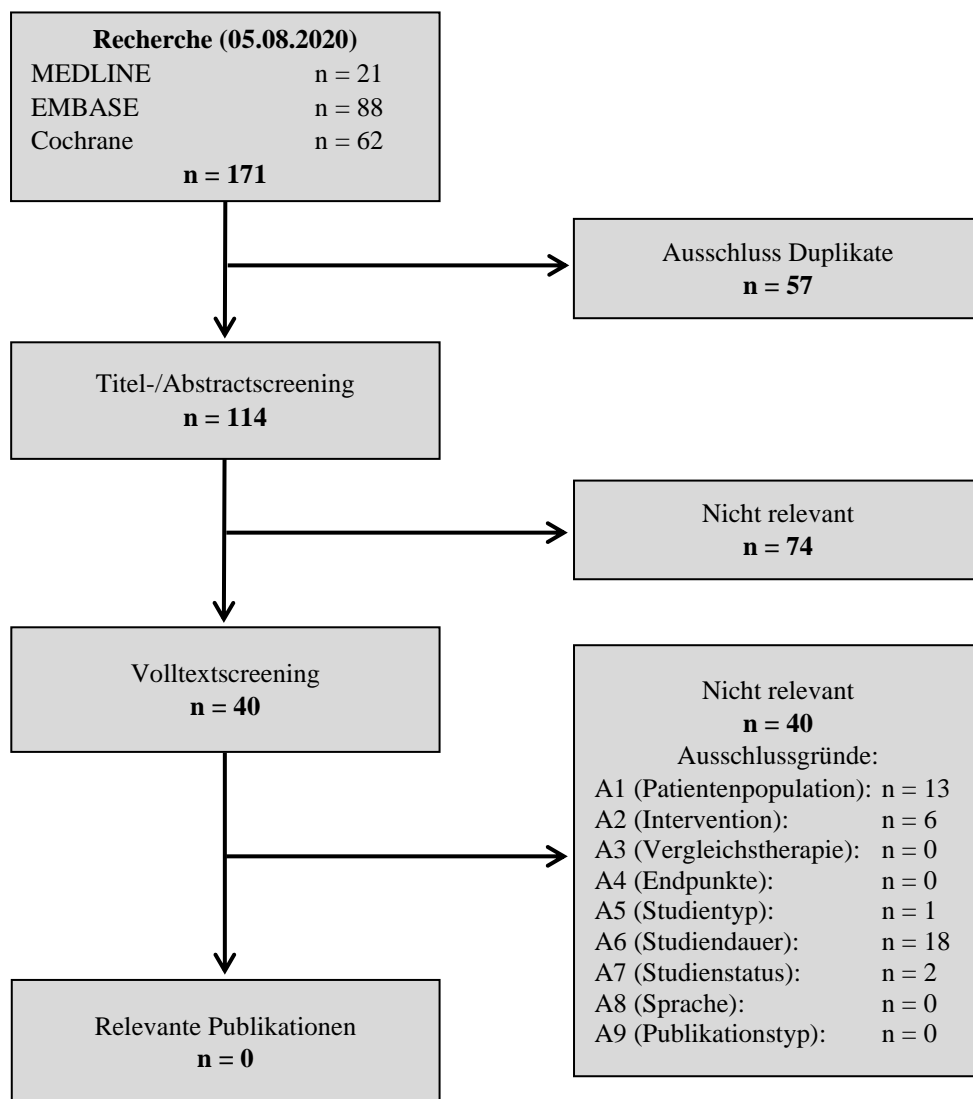 Recherche (05.08.2020)
MEDLINE n = 21
EMBASE n = 88
Cochrane n = 62
n = 171
Ausschluss Duplikate
n = 57
Titel-/Abstractscreening
n = 114
Nicht relevant
n = 74
Volltextscreening
n = 40
Nicht relevant
n = 40
Ausschlussgründe:
A1 (Patientenpopulation): n = 13
A2 (Intervention): n = 6
A3 (Vergleichstherapie): n = 0
A4 (Endpunkte): n = 0
A5 (Studientyp): n = 1
A6 (Studiendauer): n = 18
A7 (Studienstatus): n = 2
A8 (Sprache): n = 0
A9 (Publikationstyp): n = 0
Relevante Publikationen
n = 0